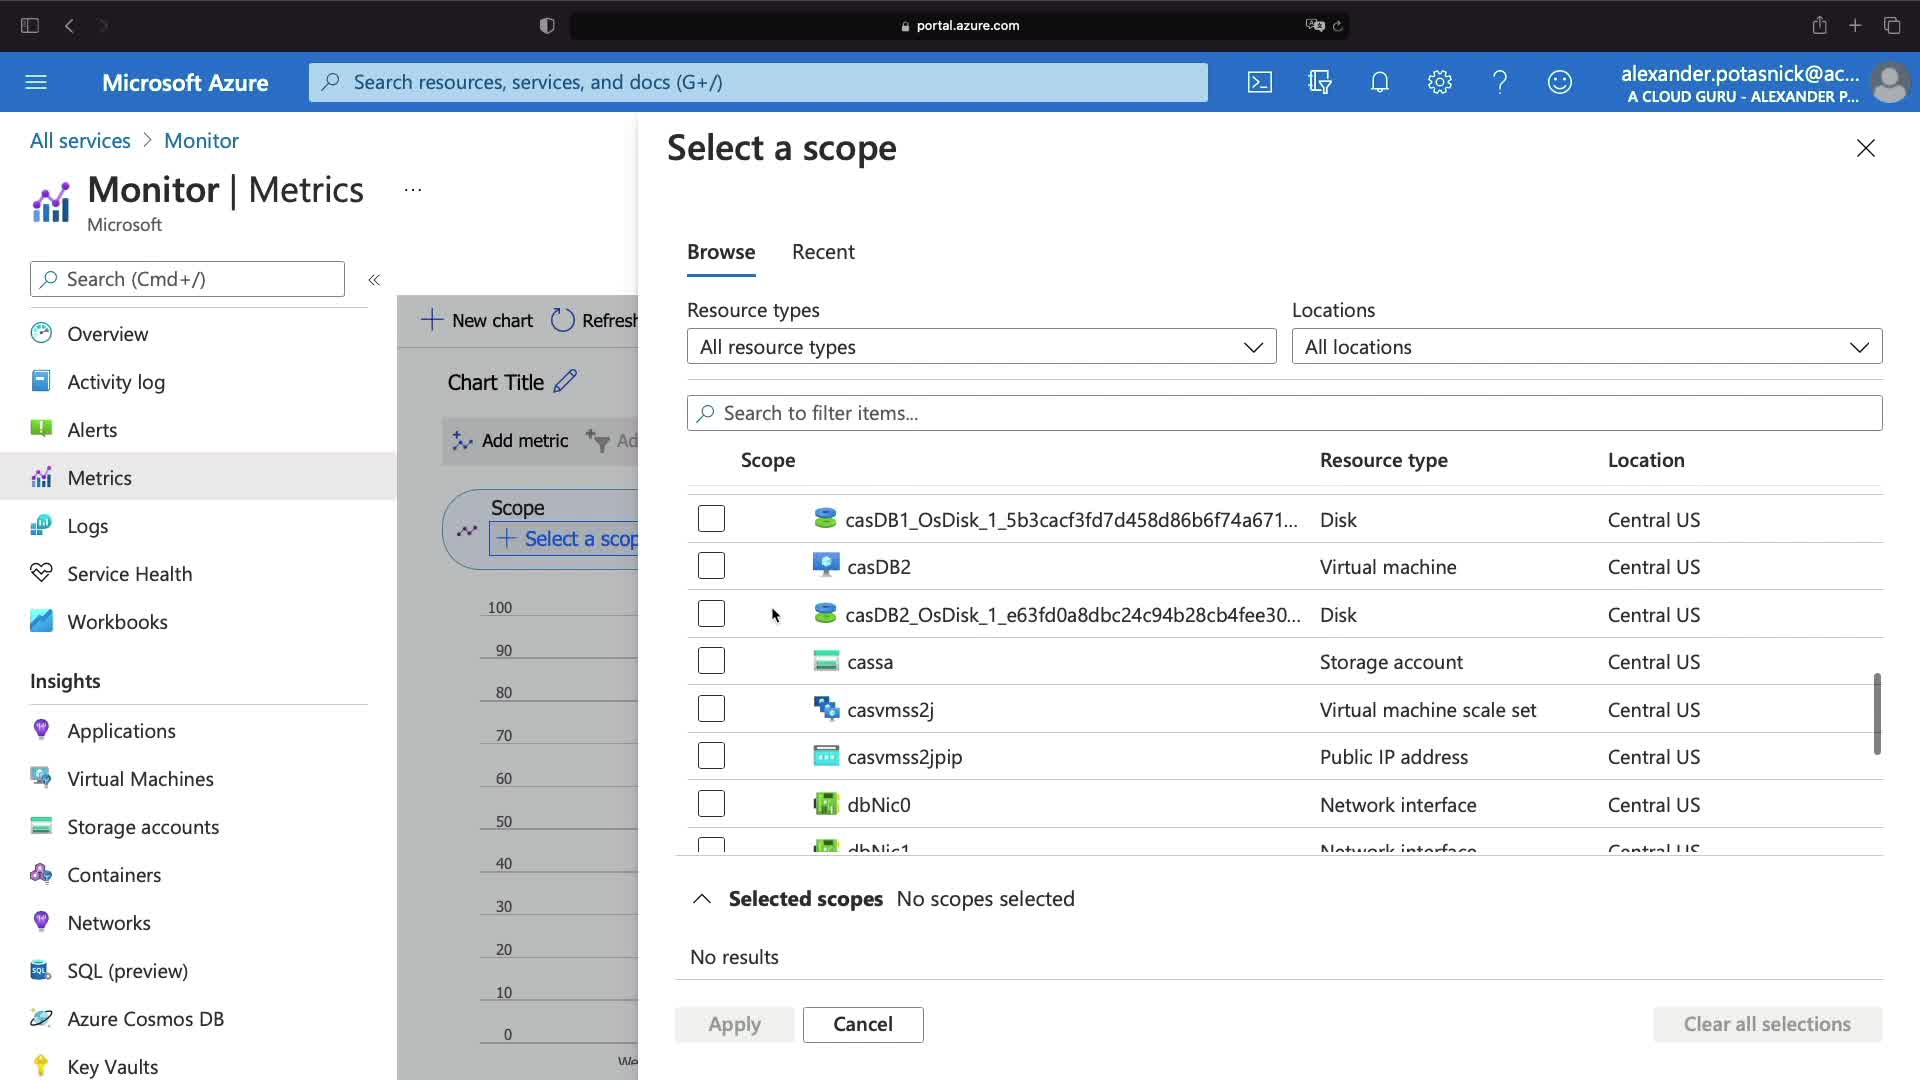 portal.azure.com
Microsoft Azure
Search resources, services, and docs (G+/)
alexander.potasnick@ac...
A CLOUD GURU - ALEXANDER P...
All services > Monitor
Monitor | Metrics
...
Microsoft
Search (Cmd+/)
«
Overview
Activity log
Alerts
Metrics
Logs
Service Health
Workbooks
Insights
Applications
Virtual Machines
Storage accounts
Containers
Networks
SQL (preview)
Azure Cosmos DB
Key Vaults
New chart
Refresh
Chart Title
Add metric
Ad
Scope
Select a scop
100
90
80
70
60
50
40
30
20
10
0
We
Select a scope
Browse
Recent
Resource types
Locations
All resource types
All locations
Search to filter items...
Scope Resource type Location
casDB1_OsDisk_1_5b3cacf3fd7d458d86b6f74a671... Disk Central US
casDB2 Virtual machine Central US
casDB2_OsDisk_1_e63fd0a8dbc24c94b28cb4fee30... Disk Central US
cassa Storage account Central US
casvmss2j Virtual machine scale set Central US
casvmss2jpip Public IP address Central US
dbNic0 Network interface Central US
dbNic1 Network interface Central US
Selected scopes No scopes selected
No results
Apply
Cancel
Clear all selections